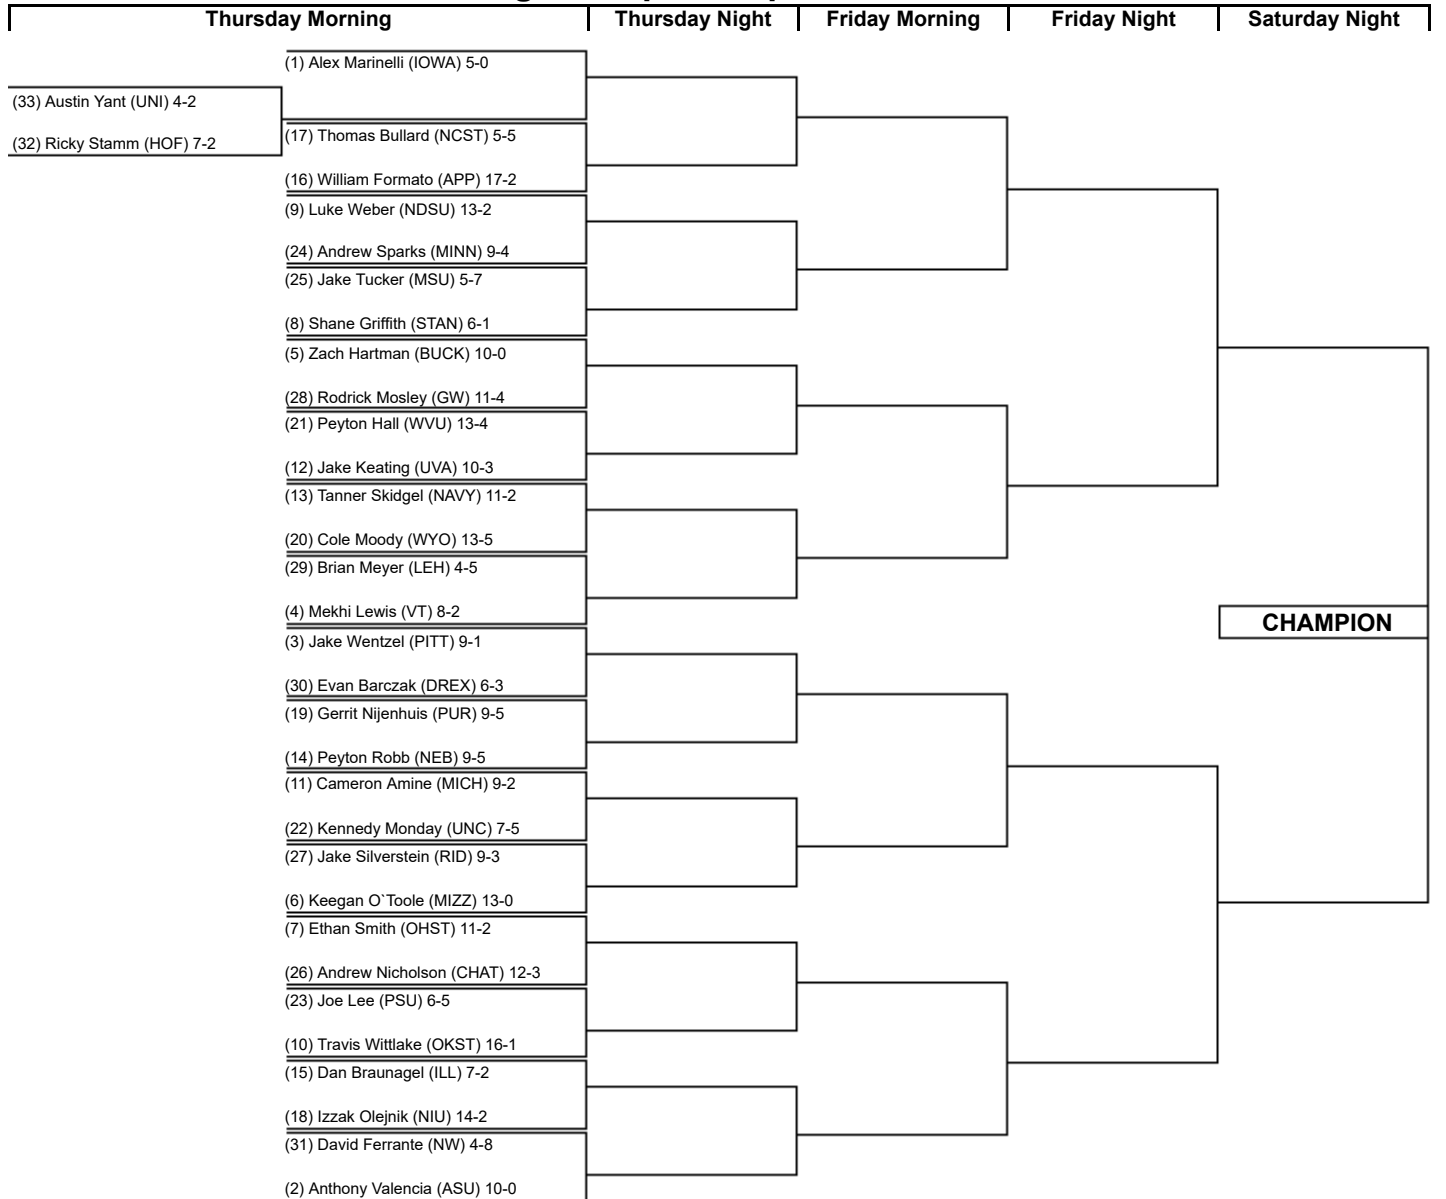 Thursday Morning
Thursday Night
Friday Morning
Friday Night
Saturday Night
(1) Alex Marinelli (IOWA) 5-0
(33) Austin Yant (UNI) 4-2
(32) Ricky Stamm (HOF) 7-2
(17) Thomas Bullard (NCST) 5-5
(16) William Formato (APP) 17-2
(9) Luke Weber (NDSU) 13-2
(24) Andrew Sparks (MINN) 9-4
(25) Jake Tucker (MSU) 5-7
(8) Shane Griffith (STAN) 6-1
(5) Zach Hartman (BUCK) 10-0
(28) Rodrick Mosley (GW) 11-4
(21) Peyton Hall (WVU) 13-4
(12) Jake Keating (UVA) 10-3
(13) Tanner Skidgel (NAVY) 11-2
(20) Cole Moody (WYO) 13-5
(29) Brian Meyer (LEH) 4-5
(4) Mekhi Lewis (VT) 8-2
CHAMPION
(3) Jake Wentzel (PITT) 9-1
(30) Evan Barczak (DREX) 6-3
(19) Gerrit Nijenhuis (PUR) 9-5
(14) Peyton Robb (NEB) 9-5
(11) Cameron Amine (MICH) 9-2
(22) Kennedy Monday (UNC) 7-5
(27) Jake Silverstein (RID) 9-3
(6) Keegan O`Toole (MIZZ) 13-0
(7) Ethan Smith (OHST) 11-2
(26) Andrew Nicholson (CHAT) 12-3
(23) Joe Lee (PSU) 6-5
(10) Travis Wittlake (OKST) 16-1
(15) Dan Braunagel (ILL) 7-2
(18) Izzak Olejnik (NIU) 14-2
(31) David Ferrante (NW) 4-8
(2) Anthony Valencia (ASU) 10-0